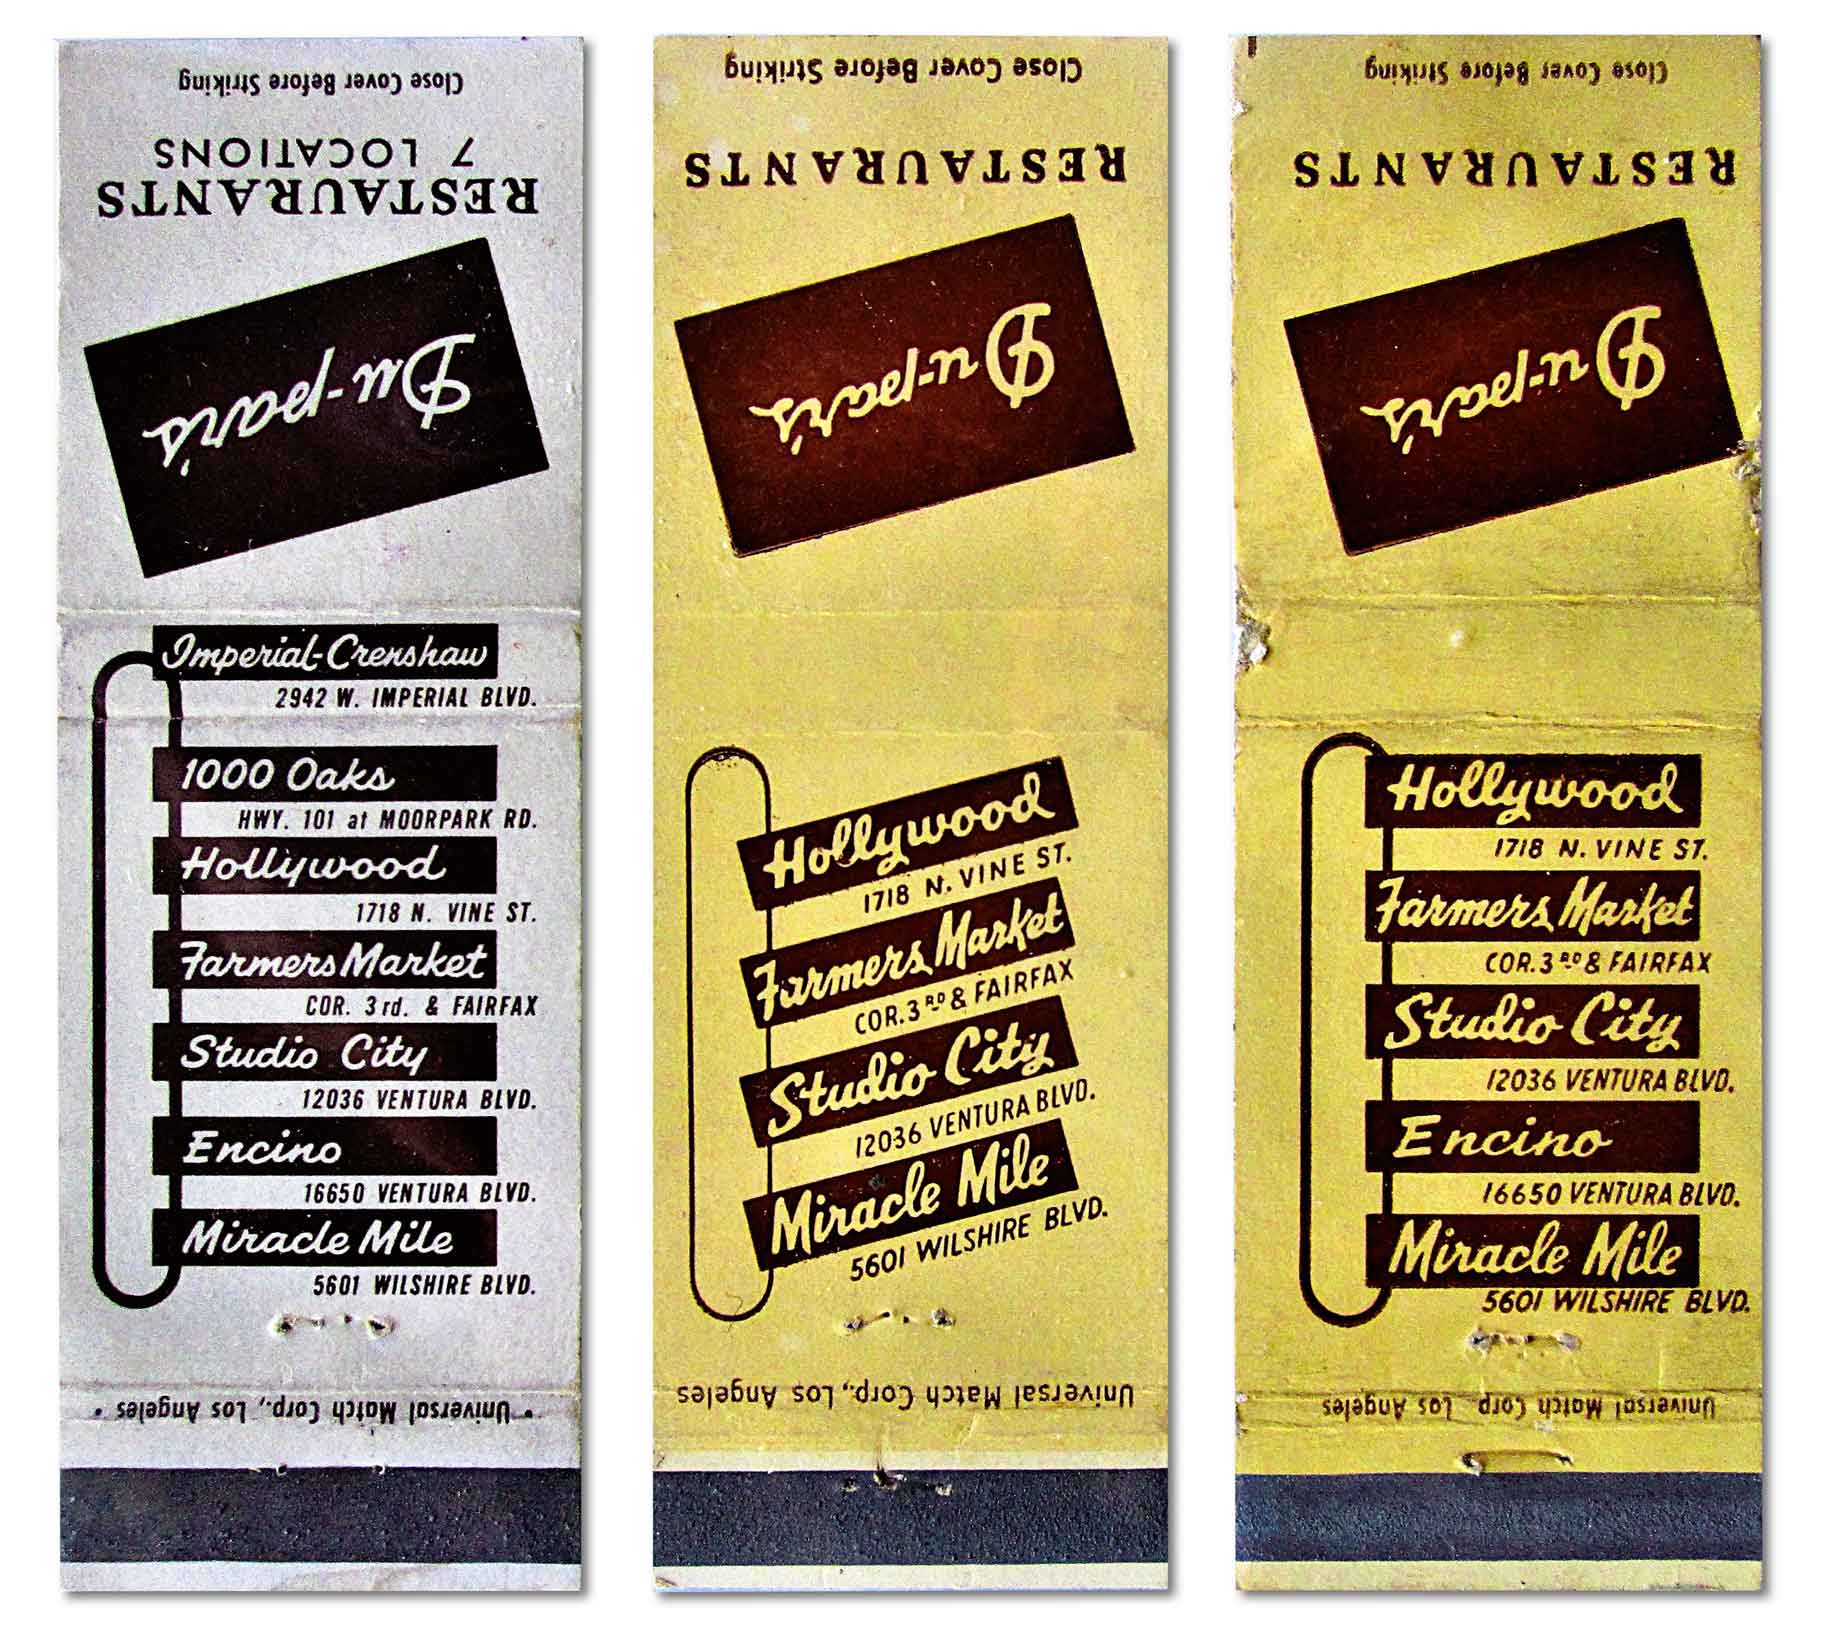 Close Cover Before Striking
7 LOCATIONS
RESTAURANTS
Du-par's
Imperial-Crenshaw
2942 W. IMPERIAL BLVD.
1000 Oaks
HWY. 101 at MOORPARK RD.
Hollywood
1718 N. VINE ST.
Farmers Market
COR. 3rd. & FAIRFAX
Studio City
12036 VENTURA BLVD.
Encino
16650 VENTURA BLVD.
Miracle Mile
5601 WILSHIRE BLVD.
• Universal Match Corp., Los Angeles •
Close Cover Before Striking
RESTAURANTS
Du-par's
Hollywood
1718 N. VINE ST.
Farmers Market
COR. 3RD & FAIRFAX
Studio City
12036 VENTURA BLVD.
Miracle Mile
5601 WILSHIRE BLVD.
Universal Match Corp., Los Angeles
Close Cover Before Striking
RESTAURANTS
Du-par's
Hollywood
1718 N. VINE ST.
Farmers Market
COR. 3RD & FAIRFAX
Studio City
12036 VENTURA BLVD.
Encino
16650 VENTURA BLVD.
Miracle Mile
5601 WILSHIRE BLVD.
Universal Match Corp., Los Angeles